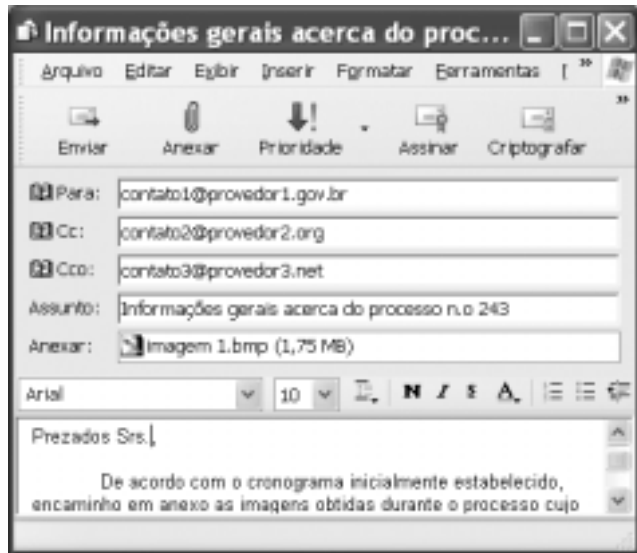 Informações gerais acerca do proc...
Arquivo Editar Exibir Inserir Formatar Ferramentas »
Enviar Anexar Prioridade Assinar Criptografar »
Para: contato1@provedor1.gov.br
Cc: contato2@provedor2.org
Cco: contato3@provedor3.net
Assunto: Informações gerais acerca do processo n.o 243
Anexar: imagem 1.bmp (1,75 MB)
Arial 10 N I S A
Prezados Srs.,
De acordo com o cronograma inicialmente estabelecido,
encaminho em anexo as imagens obtidas durante o processo cujo